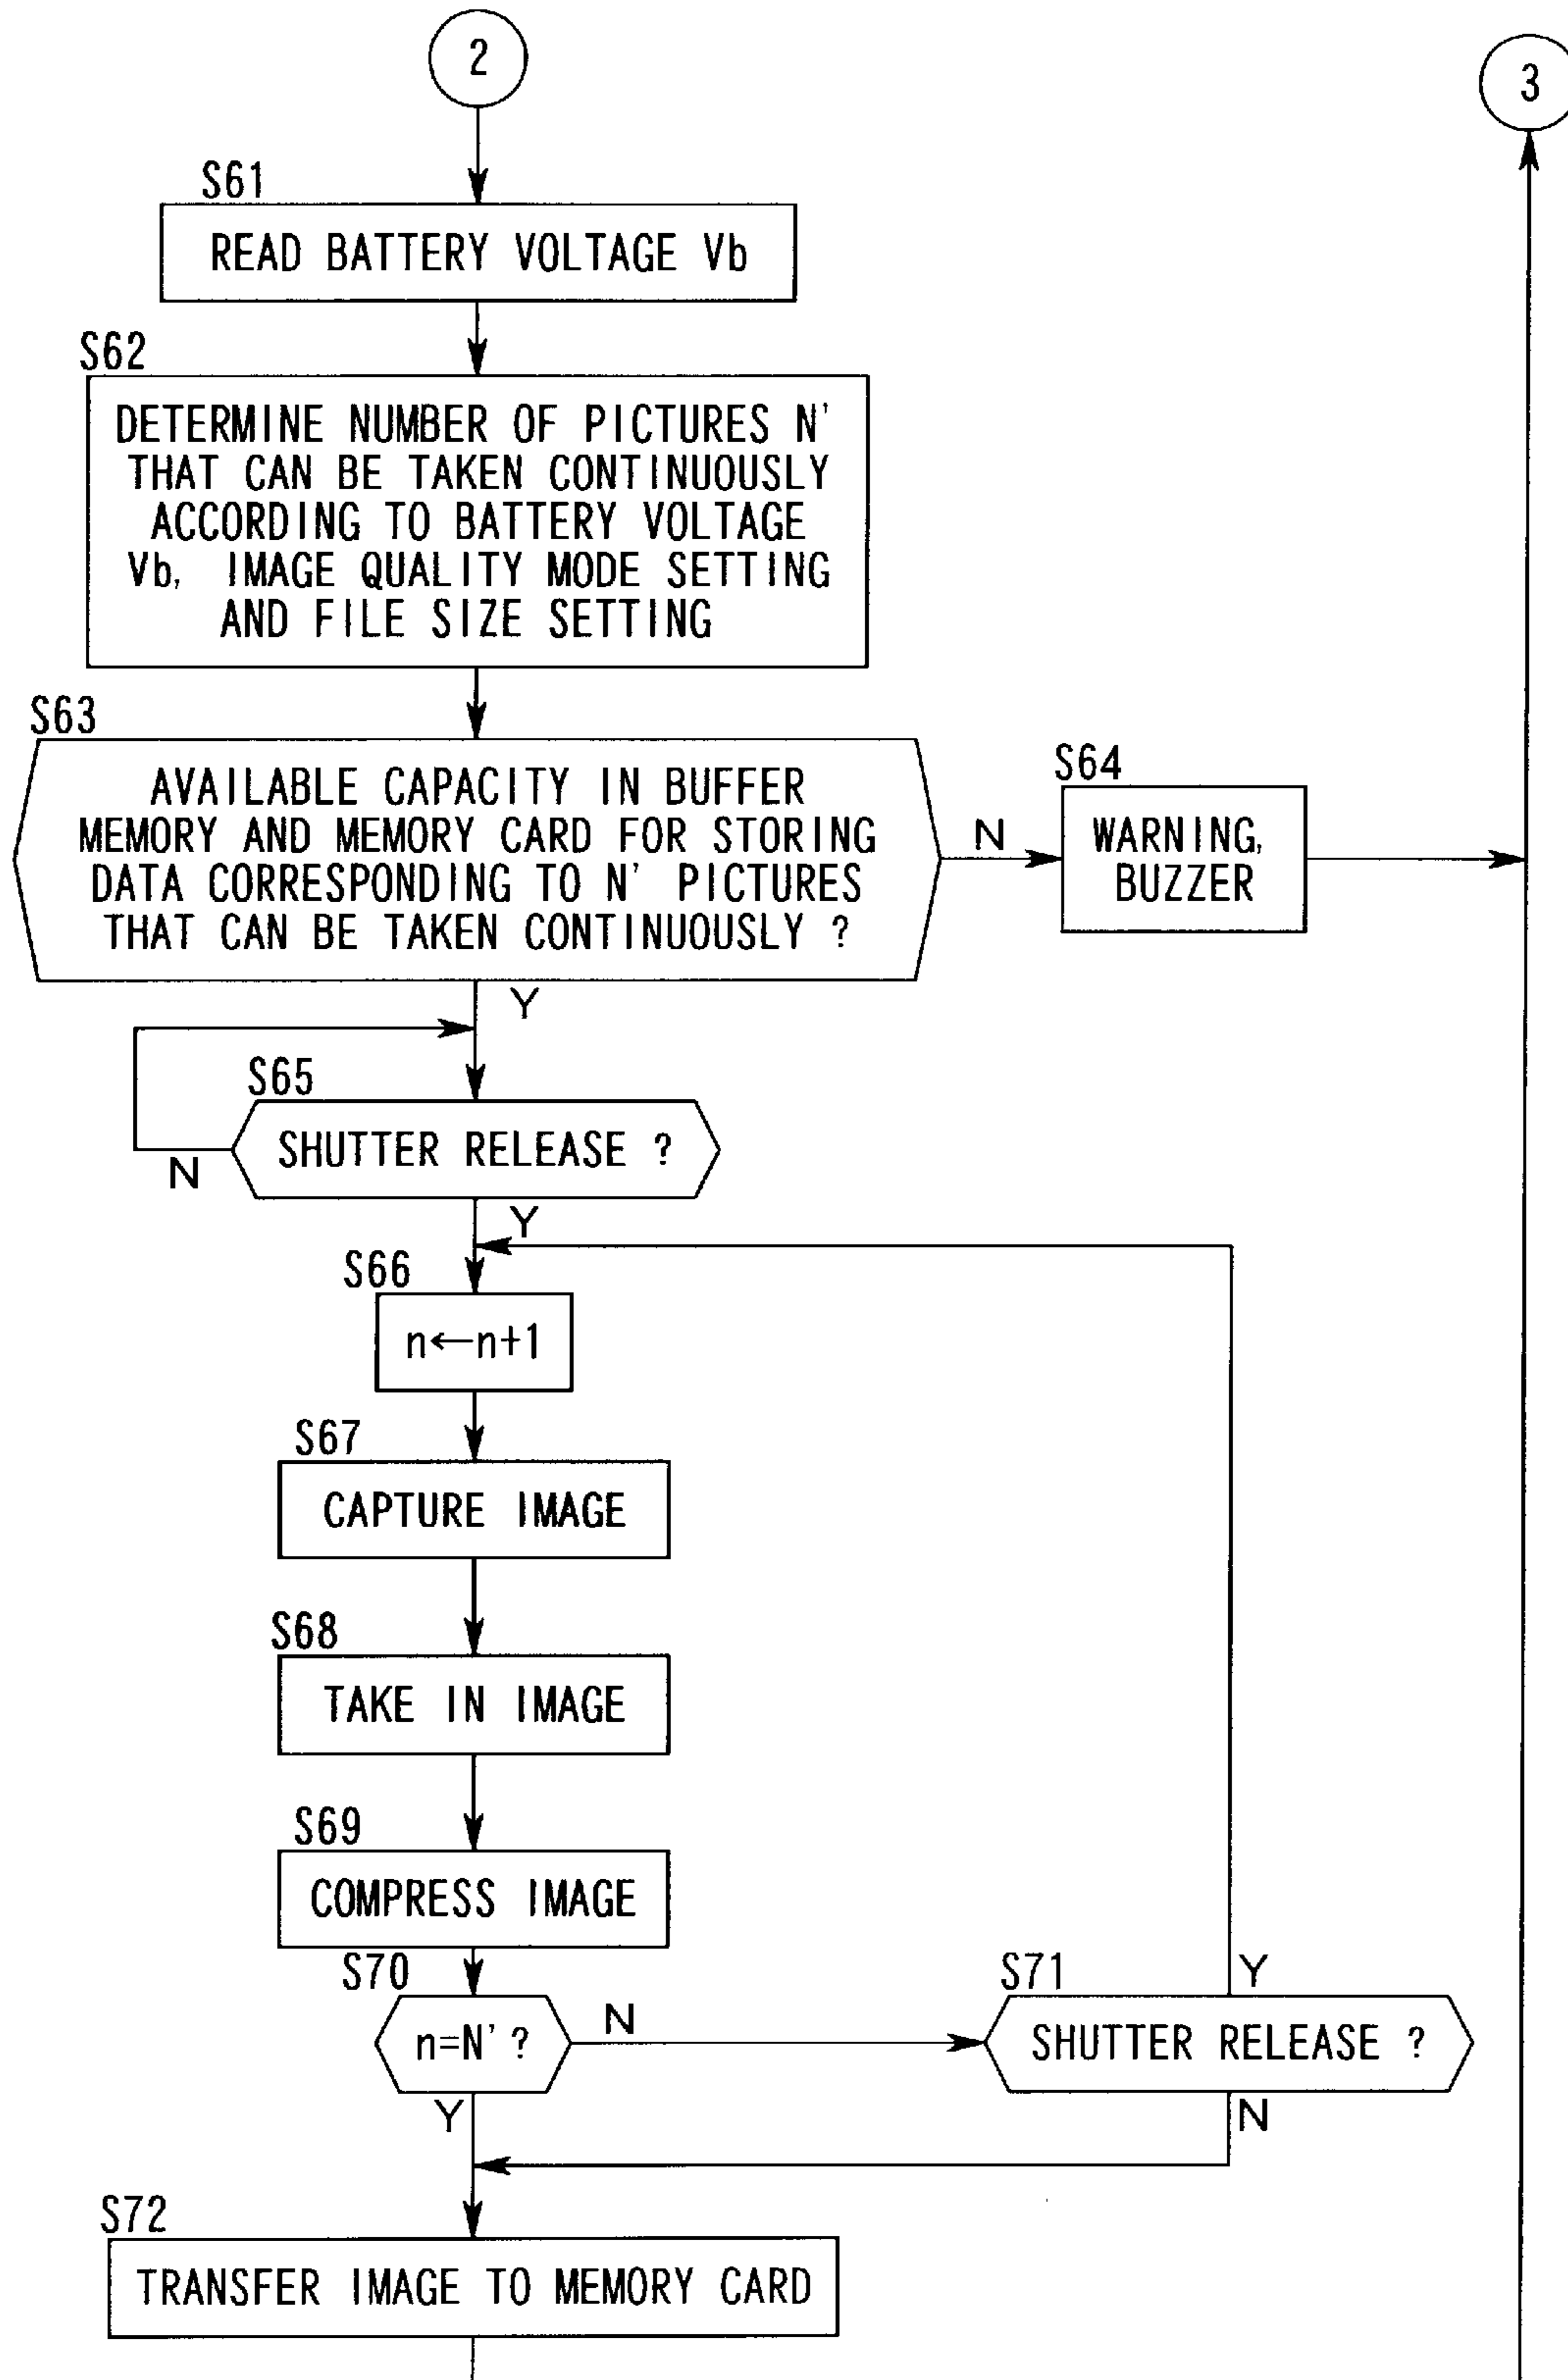 2
3
S61
READ BATTERY VOLTAGE Vb
S62
DETERMINE NUMBER OF PICTURES N'
THAT CAN BE TAKEN CONTINUOUSLY
ACCORDING TO BATTERY VOLTAGE
Vb, IMAGE QUALITY MODE SETTING
AND FILE SIZE SETTING
S63
AVAILABLE CAPACITY IN BUFFER
MEMORY AND MEMORY CARD FOR STORING
DATA CORRESPONDING TO N' PICTURES
THAT CAN BE TAKEN CONTINUOUSLY ?
N
S64
WARNING,
BUZZER
Y
S65
SHUTTER RELEASE ?
N
Y
S66
n←n+1
S67
CAPTURE IMAGE
S68
TAKE IN IMAGE
S69
COMPRESS IMAGE
S70
n=N' ?
N
S71
SHUTTER RELEASE ?
Y
Y
N
S72
TRANSFER IMAGE TO MEMORY CARD